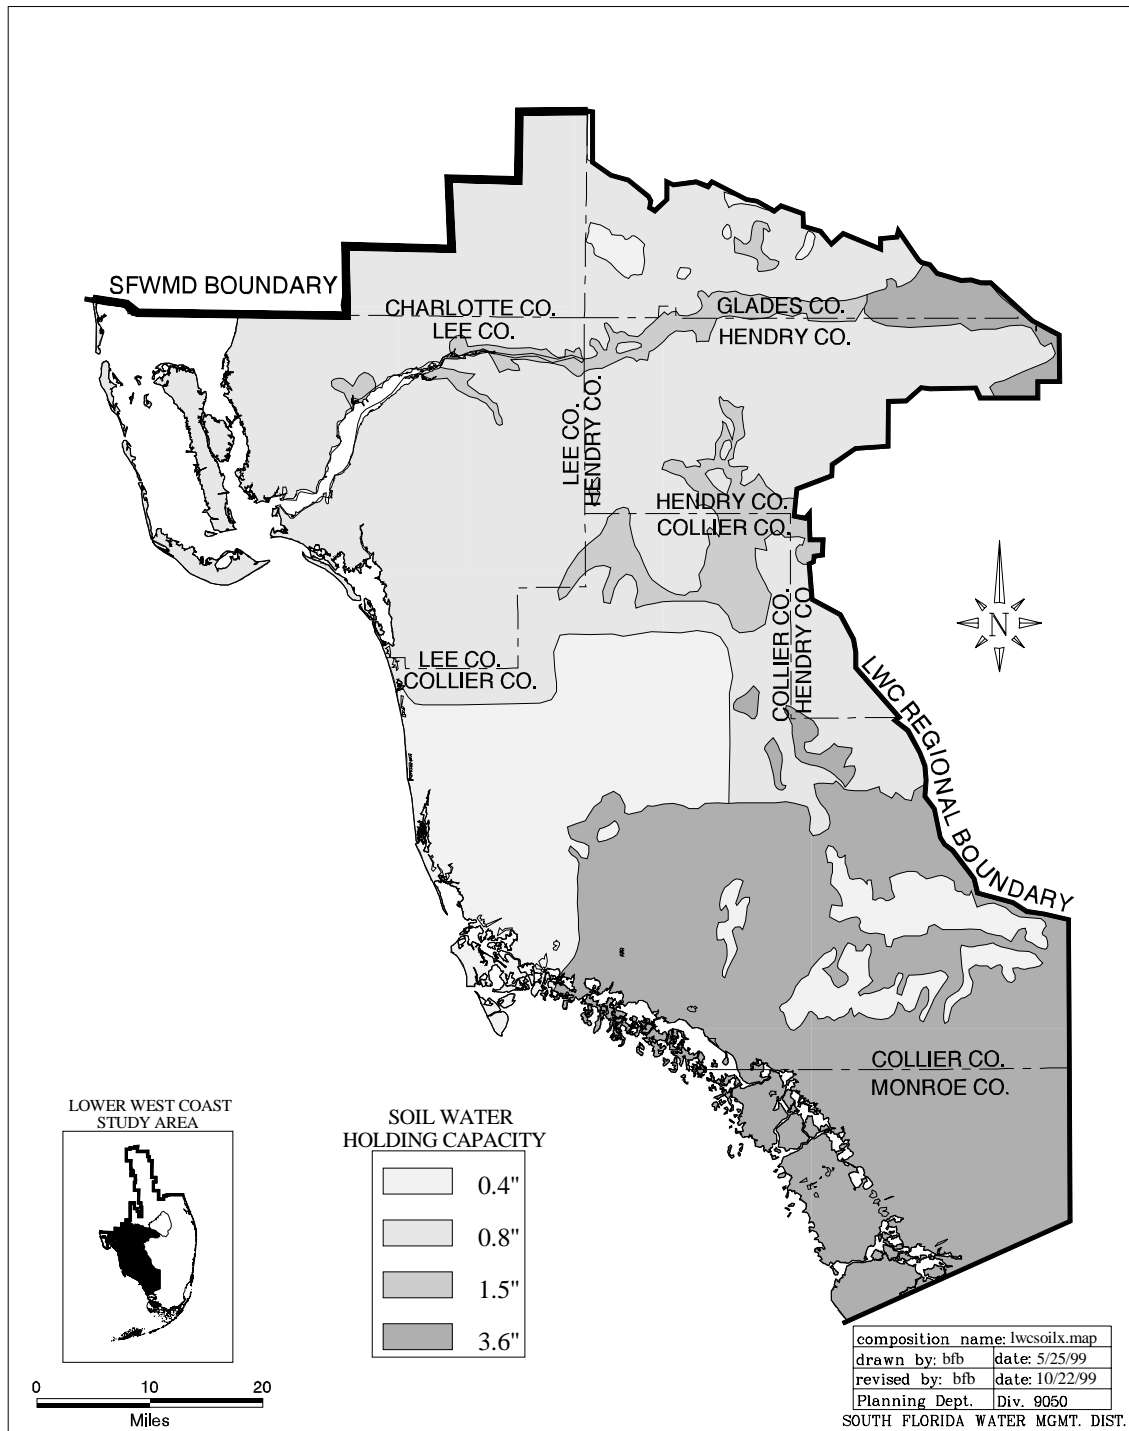 SFWMD BOUNDARY
CHARLOTTE CO.
LEE CO.
GLADES CO.
HENDRY CO.
LEE CO.
HENDRY CO.
HENDRY CO.
COLLIER CO.
COLLIER CO.
HENDRY CO.
LEE CO.
COLLIER CO.
N
LWC REGIONAL BOUNDARY
COLLIER CO.
MONROE CO.
LOWER WEST COAST
STUDY AREA
SOIL WATER
HOLDING CAPACITY
0.4"
0.8"
1.5"
3.6"
0 10 20
Miles
composition name: lwcsoilx.map
drawn by: bfb date: 5/25/99
revised by: bfb date: 10/22/99
Planning Dept. Div. 9050
SOUTH FLORIDA WATER MGMT. DIST.